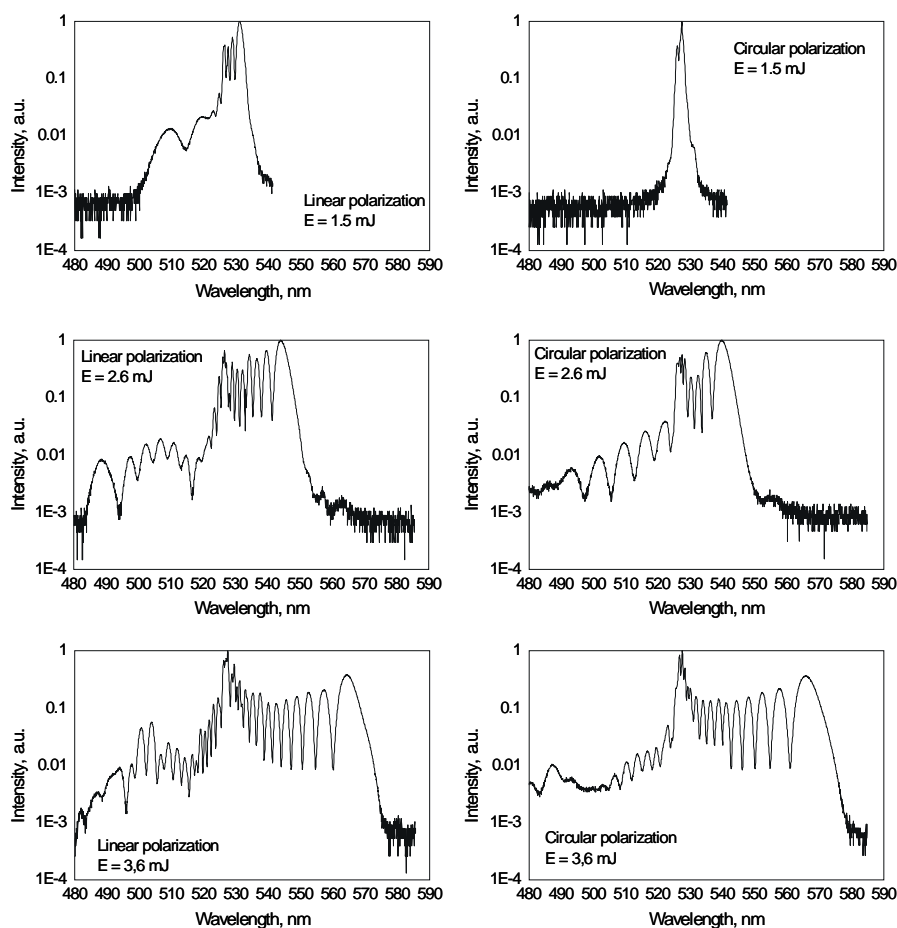 1
0.1
0.01
1E-3
1E-4
Intensity, a.u.
Linear polarization
E = 1.5 mJ
480 490 500 510 520 530 540 550 560 570 580 590
Wavelength, nm
1
0.1
0.01
1E-3
1E-4
Intensity, a.u.
Circular polarization
E = 1.5 mJ
480 490 500 510 520 530 540 550 560 570 580 590
Wavelength, nm
1
0.1
0.01
1E-3
1E-4
Intensity, a.u.
Linear polarization
E = 2.6 mJ
480 490 500 510 520 530 540 550 560 570 580 590
Wavelength, nm
1
0.1
0.01
1E-3
1E-4
Intensity, a.u.
Circular polarization
E = 2.6 mJ
480 490 500 510 520 530 540 550 560 570 580 590
Wavelength, nm
1
0.1
0.01
1E-3
1E-4
Intensity, a.u.
Linear polarization
E = 3,6 mJ
480 490 500 510 520 530 540 550 560 570 580 590
Wavelength, nm
1
0.1
0.01
1E-3
1E-4
Intensity, a.u.
Circular polarization
E = 3,6 mJ
480 490 500 510 520 530 540 550 560 570 580 590
Wavelength, nm